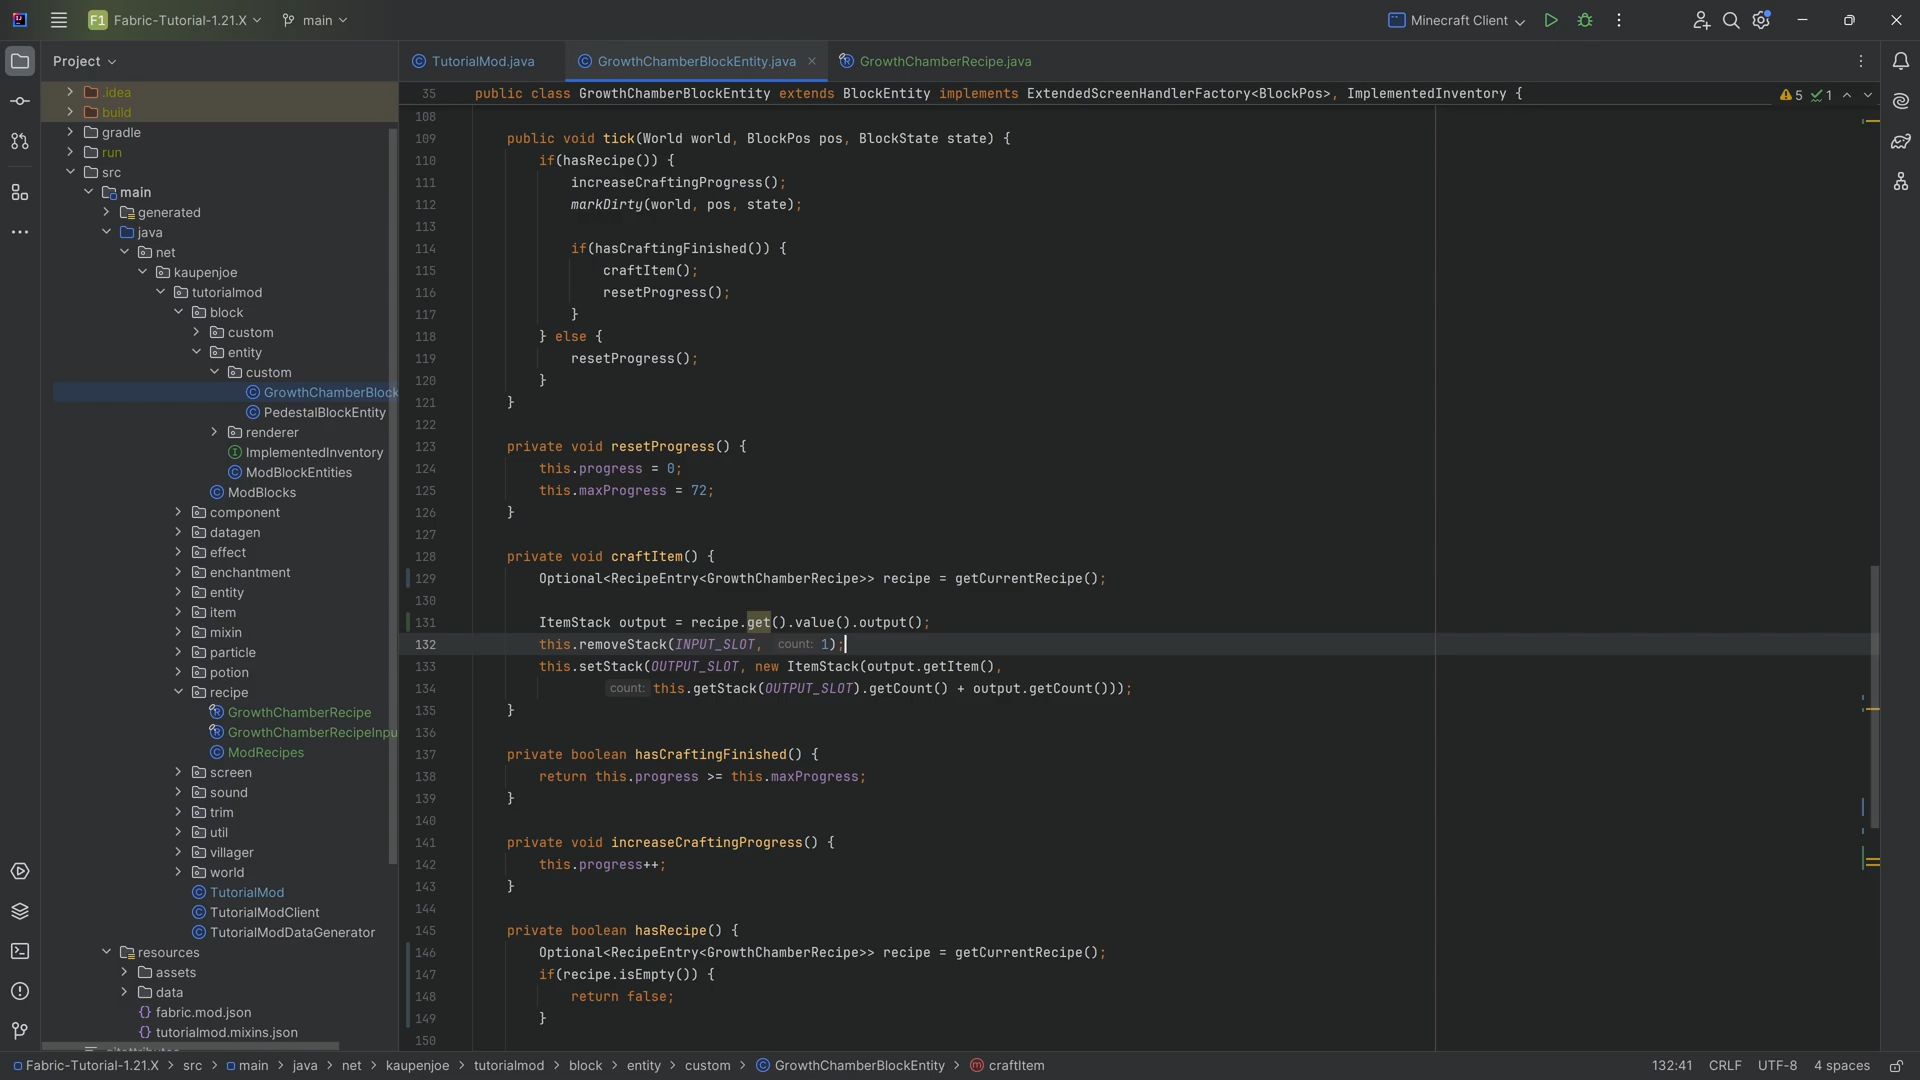 F1 Fabric-Tutorial-1.21.X main Minecraft Client
Project
TutorialMod.java GrowthChamberBlockEntity.java GrowthChamberRecipe.java
.idea
build
gradle
run
src
main
generated
java
net
kaupenjoe
tutorialmod
block
custom
entity
custom
GrowthChamberBlock
PedestalBlockEntity
renderer
ImplementedInventory
ModBlockEntities
ModBlocks
component
datagen
effect
enchantment
entity
item
mixin
particle
potion
recipe
GrowthChamberRecipe
GrowthChamberRecipeInpu
ModRecipes
screen
sound
trim
util
villager
world
TutorialMod
TutorialModClient
TutorialModDataGenerator
resources
assets
data
fabric.mod.json
tutorialmod.mixins.json
35 public class GrowthChamberBlockEntity extends BlockEntity implements ExtendedScreenHandlerFactory<BlockPos>, ImplementedInventory { 5 1
108
109 public void tick(World world, BlockPos pos, BlockState state) {
110 if(hasRecipe()) {
111 increaseCraftingProgress();
112 markDirty(world, pos, state);
113
114 if(hasCraftingFinished()) {
115 craftItem();
116 resetProgress();
117 }
118 } else {
119 resetProgress();
120 }
121 }
122
123 private void resetProgress() {
124 this.progress = 0;
125 this.maxProgress = 72;
126 }
127
128 private void craftItem() {
129 Optional<RecipeEntry<GrowthChamberRecipe>> recipe = getCurrentRecipe();
130
131 ItemStack output = recipe.get().value().output();
132 this.removeStack(INPUT_SLOT, count: 1);
133 this.setStack(OUTPUT_SLOT, new ItemStack(output.getItem(),
134 count: this.getStack(OUTPUT_SLOT).getCount() + output.getCount()));
135 }
136
137 private boolean hasCraftingFinished() {
138 return this.progress >= this.maxProgress;
139 }
140
141 private void increaseCraftingProgress() {
142 this.progress++;
143 }
144
145 private boolean hasRecipe() {
146 Optional<RecipeEntry<GrowthChamberRecipe>> recipe = getCurrentRecipe();
147 if(recipe.isEmpty()) {
148 return false;
149 }
150
Fabric-Tutorial-1.21.X > src > main > java > net > kaupenjoe > tutorialmod > block > entity > custom > GrowthChamberBlockEntity > craftItem 132:41 CRLF UTF-8 4 spaces